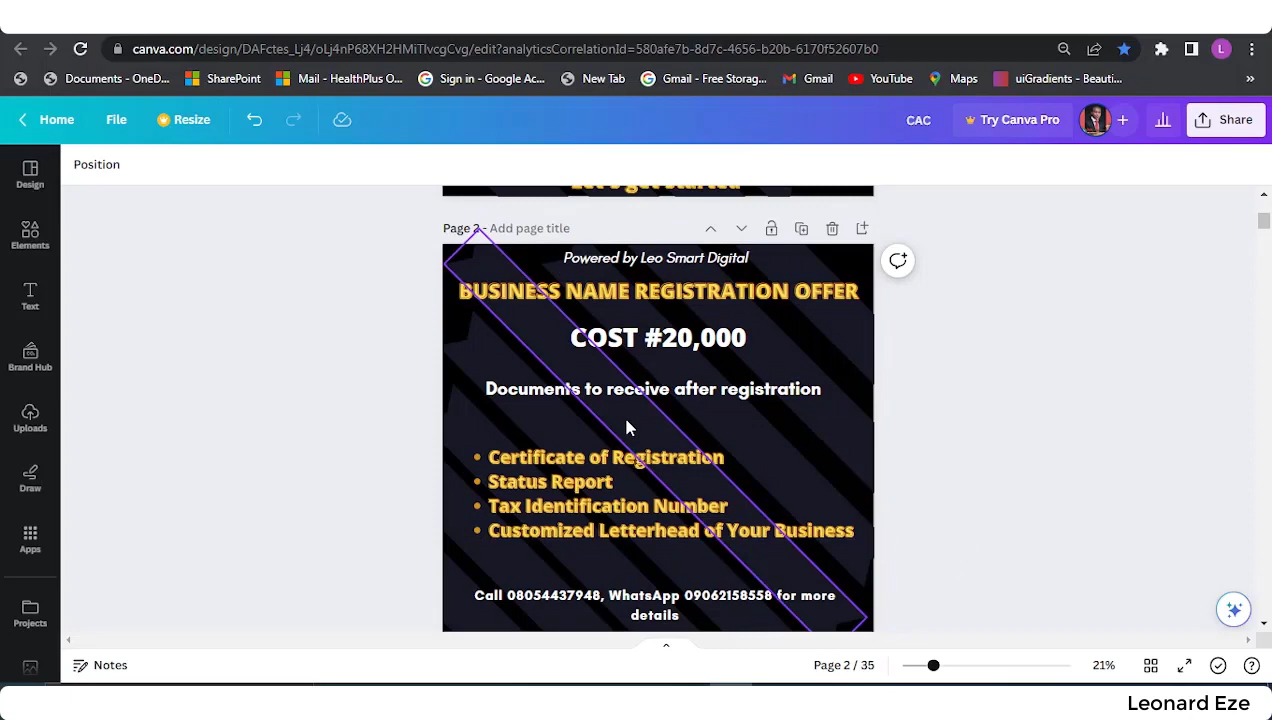 canva.com/design/DAFctes_Lj4/oLj4nP68XH2HMiTlvcgCvg/edit?analyticsCorrelationId=580afe7b-8d7c-4656-b20b-6170f52607b0
L
Documents - OneD...
SharePoint
Mail - HealthPlus O...
Sign in - Google Ac...
New Tab
Gmail - Free Storag...
Gmail
YouTube
Maps
uiGradients - Beauti...
»
Home
File
Resize
CAC
Try Canva Pro
+
Share
Design
Elements
Text
Brand Hub
Uploads
Draw
Apps
Projects
Position
Let's get started
Page 2 - Add page title
Powered by Leo Smart Digital
BUSINESS NAME REGISTRATION OFFER
COST #20,000
Documents to receive after registration
• Certificate of Registration
• Status Report
• Tax Identification Number
• Customized Letterhead of Your Business
Call 08054437948, WhatsApp 09062158558 for more
details
Notes
Page 2 / 35
21%
Leonard Eze